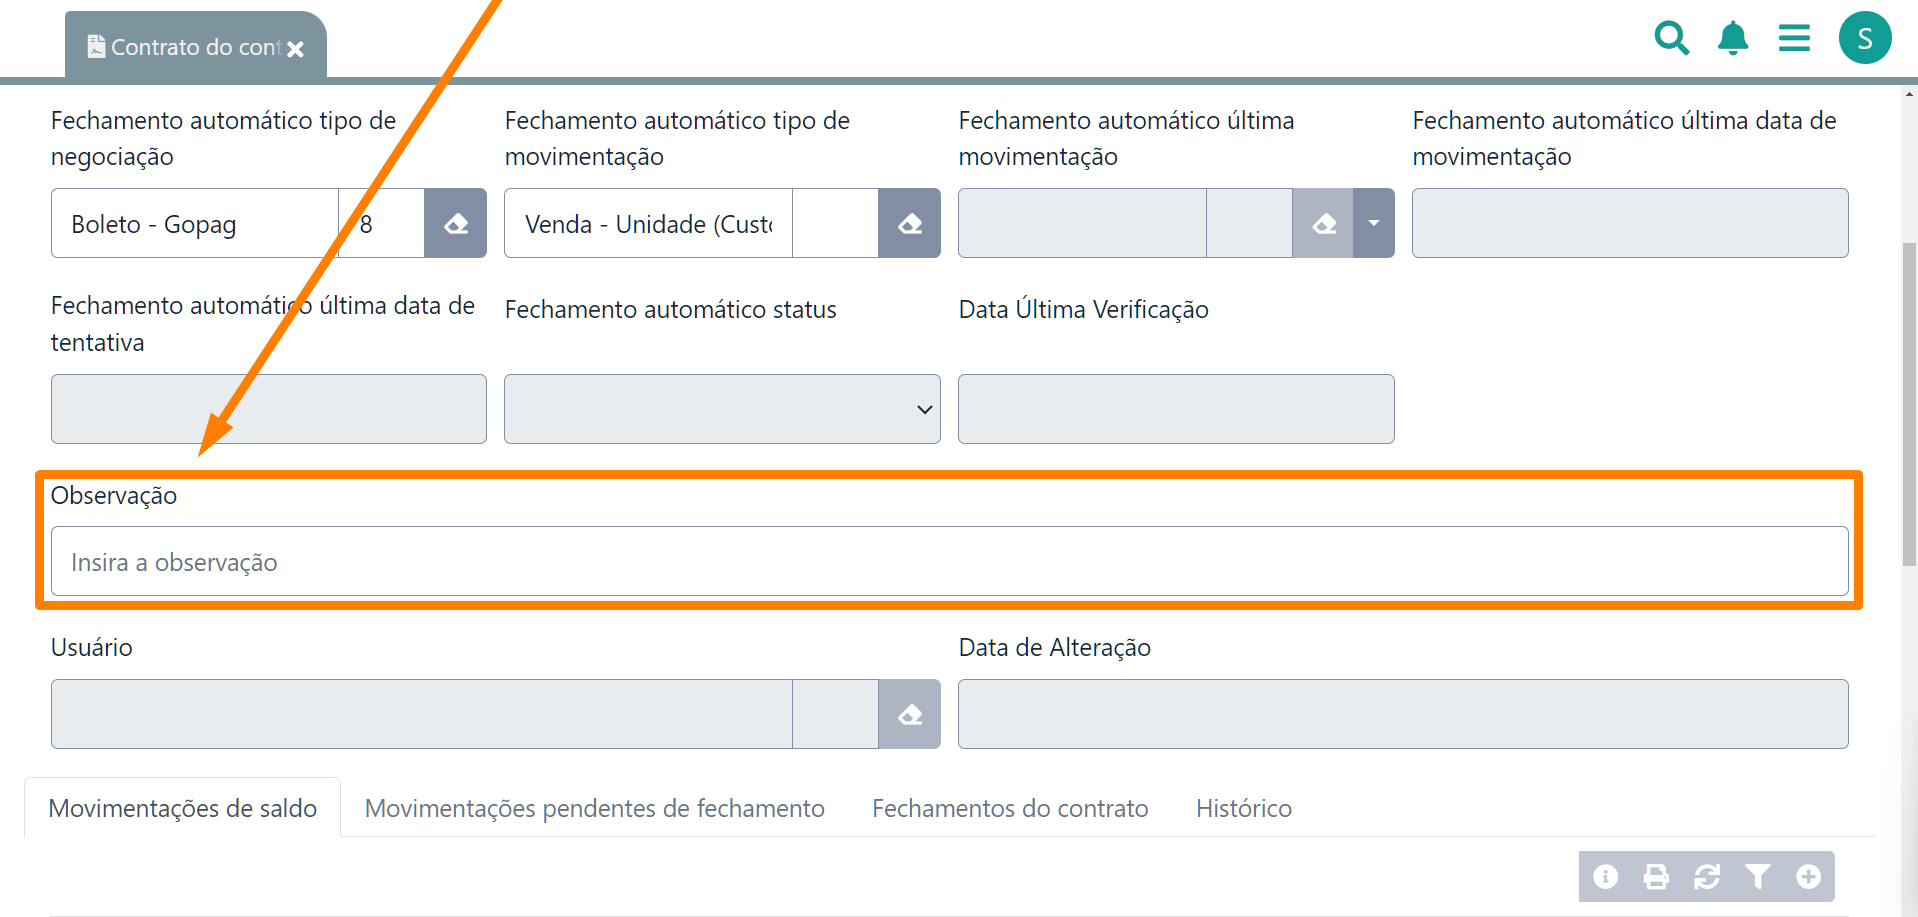 Contrato do cont
S
Fechamento automático tipo de
negociação
Fechamento automático tipo de
movimentação
Fechamento automático última
movimentação
Fechamento automático última data de
movimentação
Boleto - Gopag
8
Venda - Unidade (Custo
Fechamento automático última data de
tentativa
Fechamento automático status
Data Última Verificação
Observação
Insira a observação
Usuário
Data de Alteração
Movimentações de saldo
Movimentações pendentes de fechamento
Fechamentos do contrato
Histórico